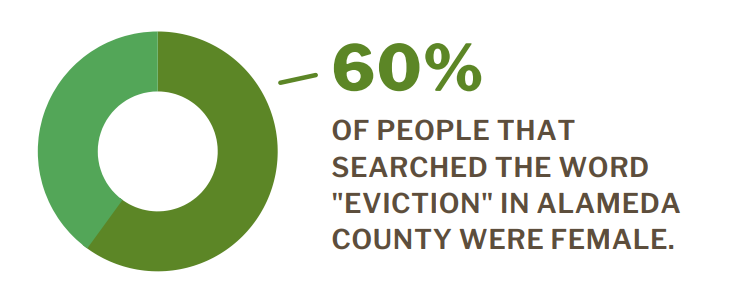 60%
OF PEOPLE THAT
SEARCHED THE WORD
"EVICTION" IN ALAMEDA
COUNTY WERE FEMALE.